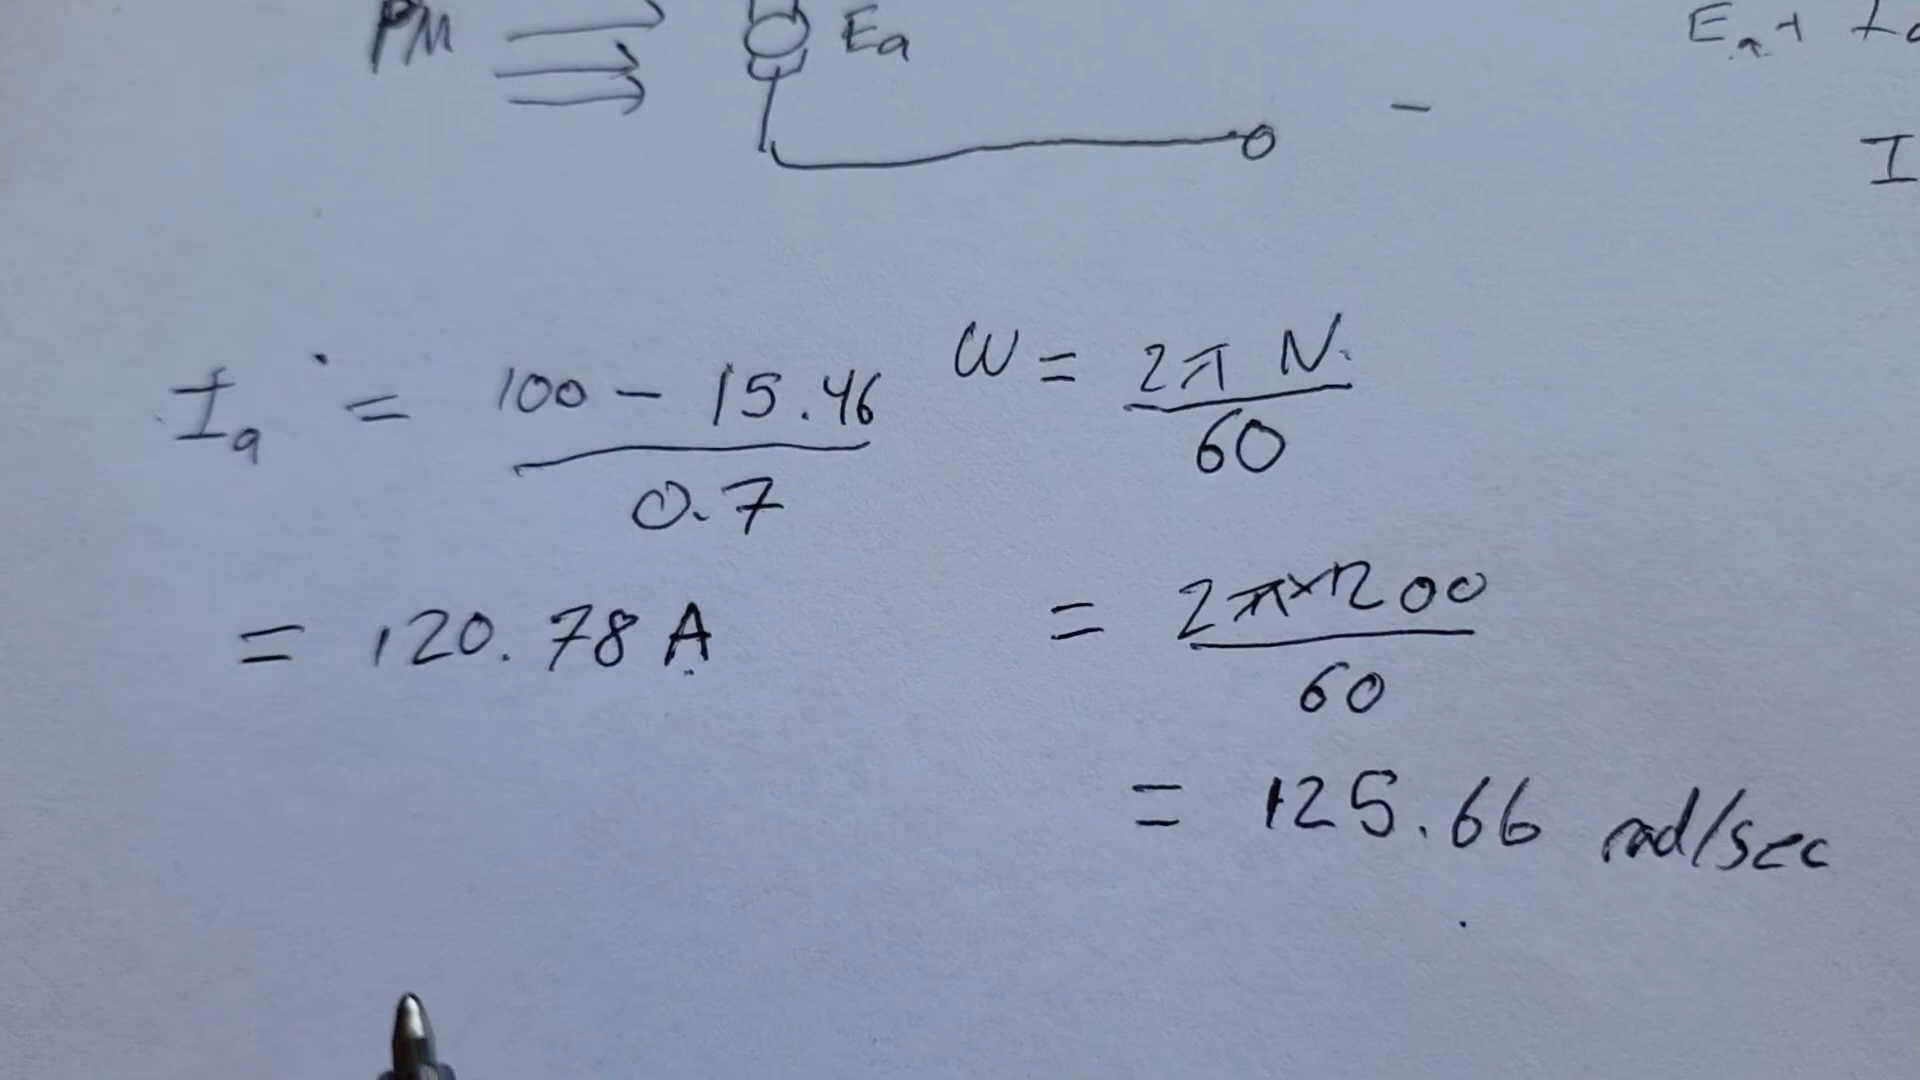 PM Ea
Ea +
I
Ia = 100 - 15.46 / 0.7
= 120.78 A
ω = 2π N / 60
= 2π×1200 / 60
= 125.66 rad/sec